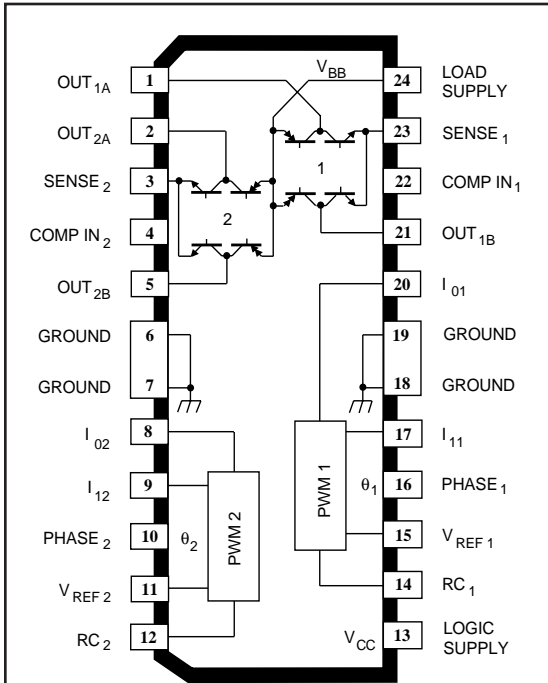 OUT1A 1 VBB 24 LOAD SUPPLY
OUT2A 2 23 SENSE1
SENSE2 3 1 22 COMP IN1
COMP IN2 4 2 21 OUT1B
OUT2B 5 20 I01
GROUND 6 19 GROUND
GROUND 7 18 GROUND
I02 8 17 I11
I12 9 PWM 2 θ2 PWM 1 θ1 16 PHASE1
PHASE2 10 15 VREF 1
VREF 2 11 14 RC1
RC2 12 VCC 13 LOGIC SUPPLY